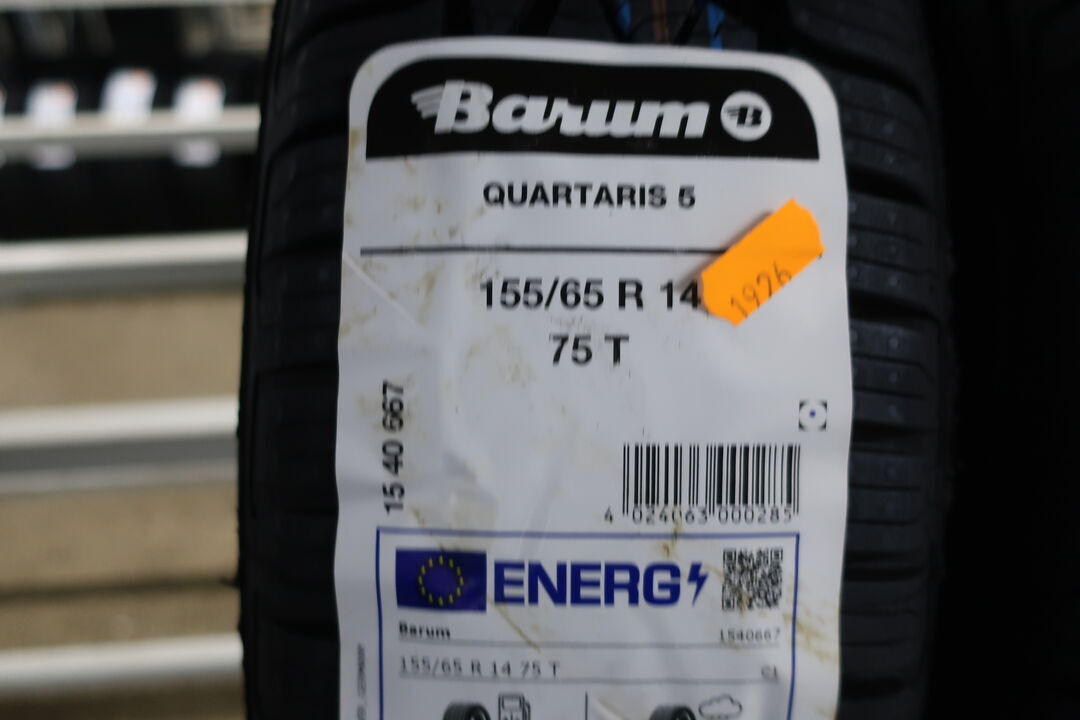 Barum B
QUARTARIS 5
155/65 R 14
1926
75 T
15 40 667
4 024063 000285
ENERG
Barum 1540667
155/65 R 14 75 T C1